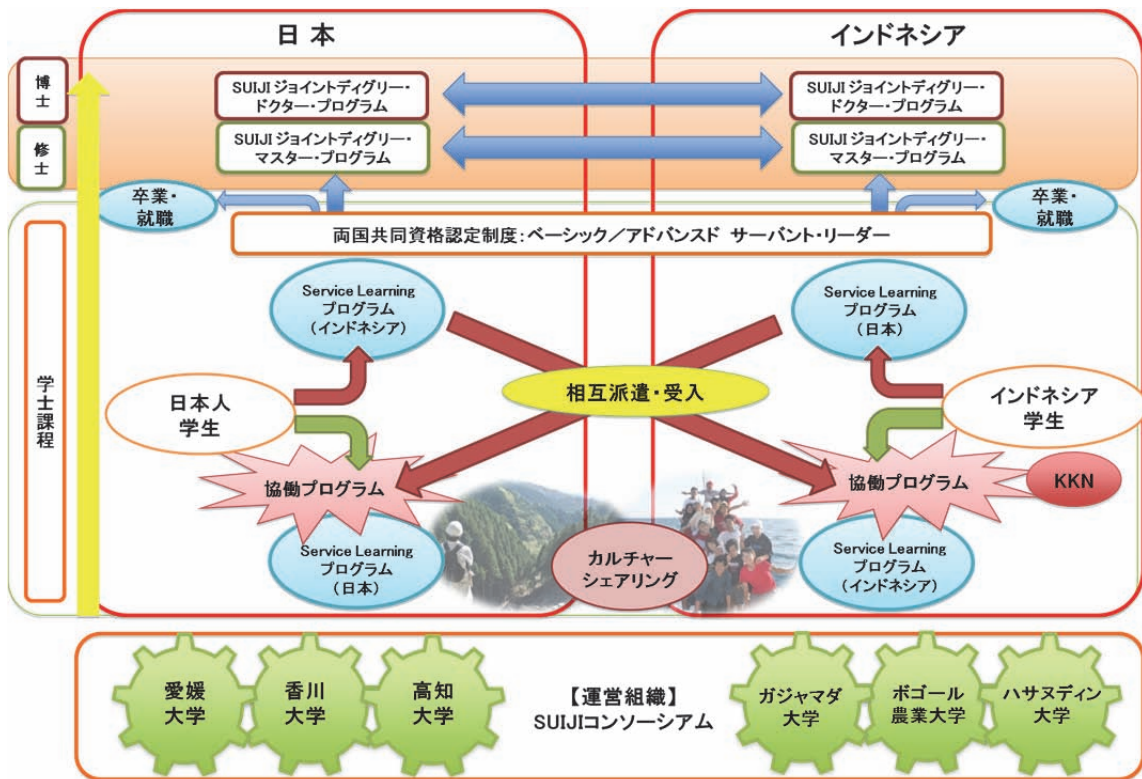 日本
インドネシア
博士
SUIJI ジョイントディグリー・
ドクター・プログラム
SUIJI ジョイントディグリー・
ドクター・プログラム
修士
SUIJI ジョイントディグリー・
マスター・プログラム
SUIJI ジョイントディグリー・
マスター・プログラム
卒業・
就職
卒業・
就職
両国共同資格認定制度：ベーシック／アドバンスド サーバント・リーダー
学士課程
Service Learning
プログラム
（インドネシア）
Service Learning
プログラム
（日本）
相互派遣・受入
日本人
学生
インドネシア
学生
協働プログラム
協働プログラム
KKN
Service Learning
プログラム
（日本）
カルチャー
シェアリング
Service Learning
プログラム
（インドネシア）
愛媛
大学
香川
大学
高知
大学
【運営組織】
SUIJIコンソーシアム
ガジャマダ
大学
ボゴール
農業大学
ハサヌディン
大学